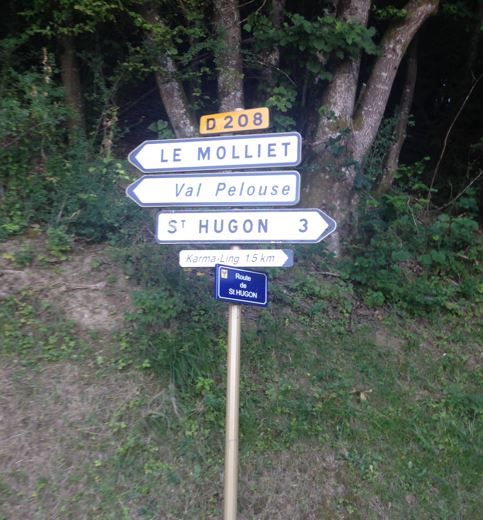 D 208
LE MOLLIET
Val Pelouse
ST HUGON 3
Karma-Ling 1.5 km
Route
de
St HUGON